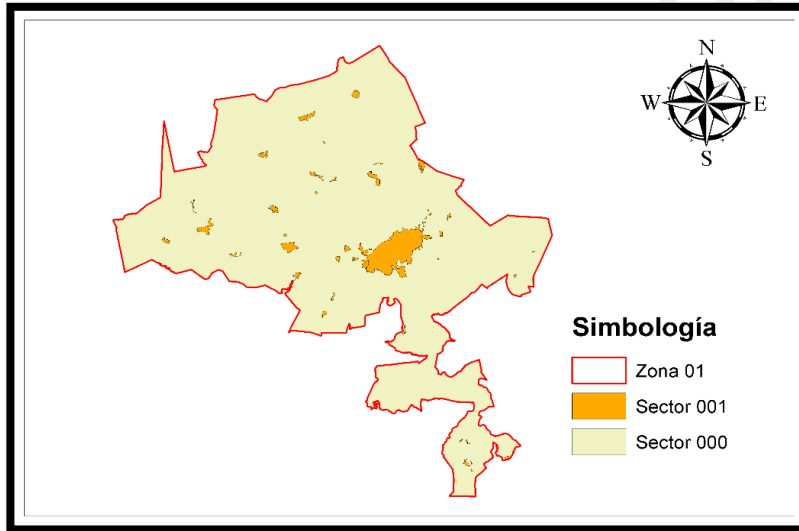 N
W E
S
Simbología
Zona 01
Sector 001
Sector 000